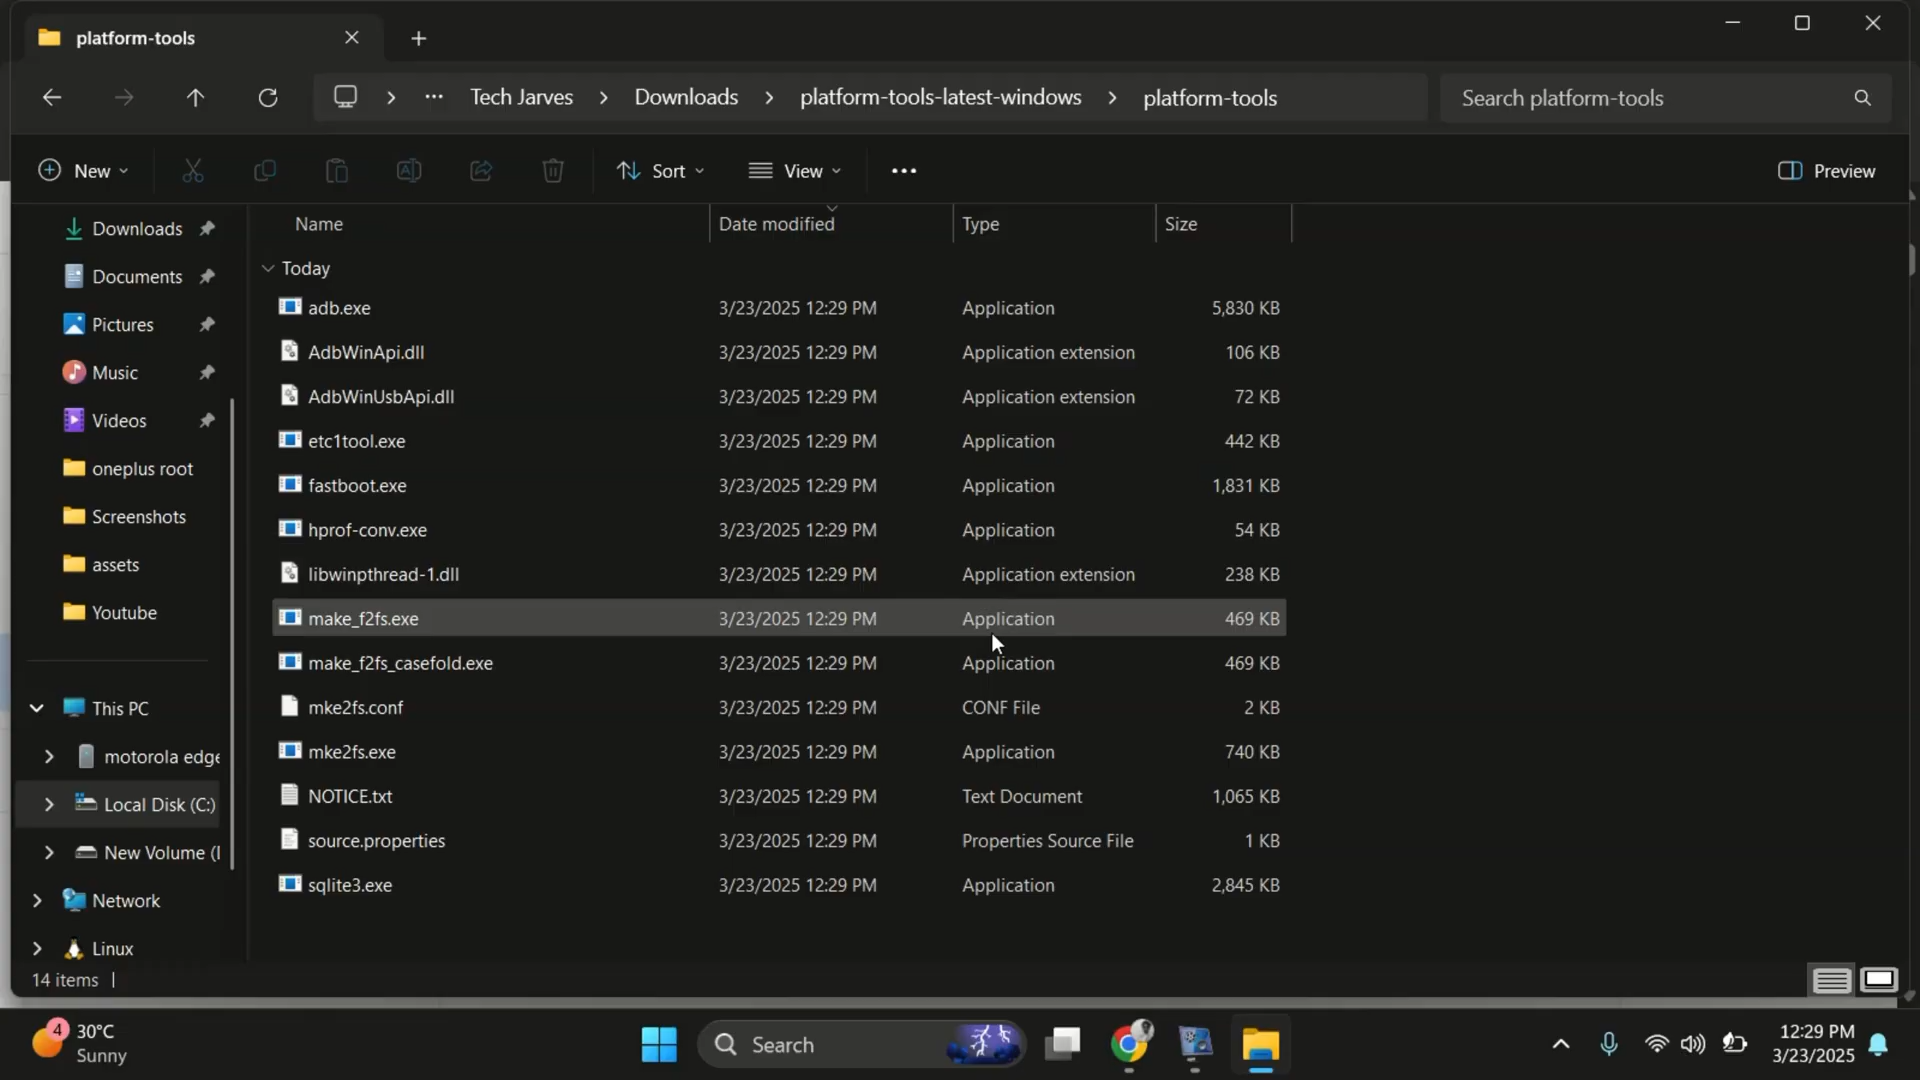 platform-tools
Tech Jarves > Downloads > platform-tools-latest-windows > platform-tools
Search platform-tools
New
Sort
View
Preview
Name Date modified Type Size
Today
adb.exe 3/23/2025 12:29 PM Application 5,830 KB
AdbWinApi.dll 3/23/2025 12:29 PM Application extension 106 KB
AdbWinUsbApi.dll 3/23/2025 12:29 PM Application extension 72 KB
etc1tool.exe 3/23/2025 12:29 PM Application 442 KB
fastboot.exe 3/23/2025 12:29 PM Application 1,831 KB
hprof-conv.exe 3/23/2025 12:29 PM Application 54 KB
libwinpthread-1.dll 3/23/2025 12:29 PM Application extension 238 KB
make_f2fs.exe 3/23/2025 12:29 PM Application 469 KB
make_f2fs_casefold.exe 3/23/2025 12:29 PM Application 469 KB
mke2fs.conf 3/23/2025 12:29 PM CONF File 2 KB
mke2fs.exe 3/23/2025 12:29 PM Application 740 KB
NOTICE.txt 3/23/2025 12:29 PM Text Document 1,065 KB
source.properties 3/23/2025 12:29 PM Properties Source File 1 KB
sqlite3.exe 3/23/2025 12:29 PM Application 2,845 KB
Downloads
Documents
Pictures
Music
Videos
oneplus root
Screenshots
assets
Youtube
This PC
motorola edge
Local Disk (C:)
New Volume (
Network
Linux
14 items
4
30°C
Sunny
Search
12:29 PM
3/23/2025